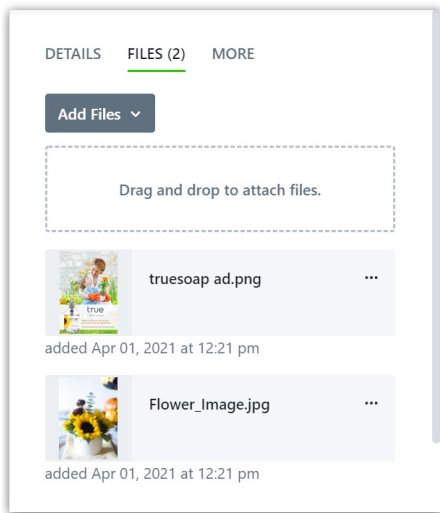 DETAILS FILES (2) MORE
Add Files
Drag and drop to attach files.
truesoap ad.png
true
added Apr 01, 2021 at 12:21 pm
Flower_Image.jpg
added Apr 01, 2021 at 12:21 pm